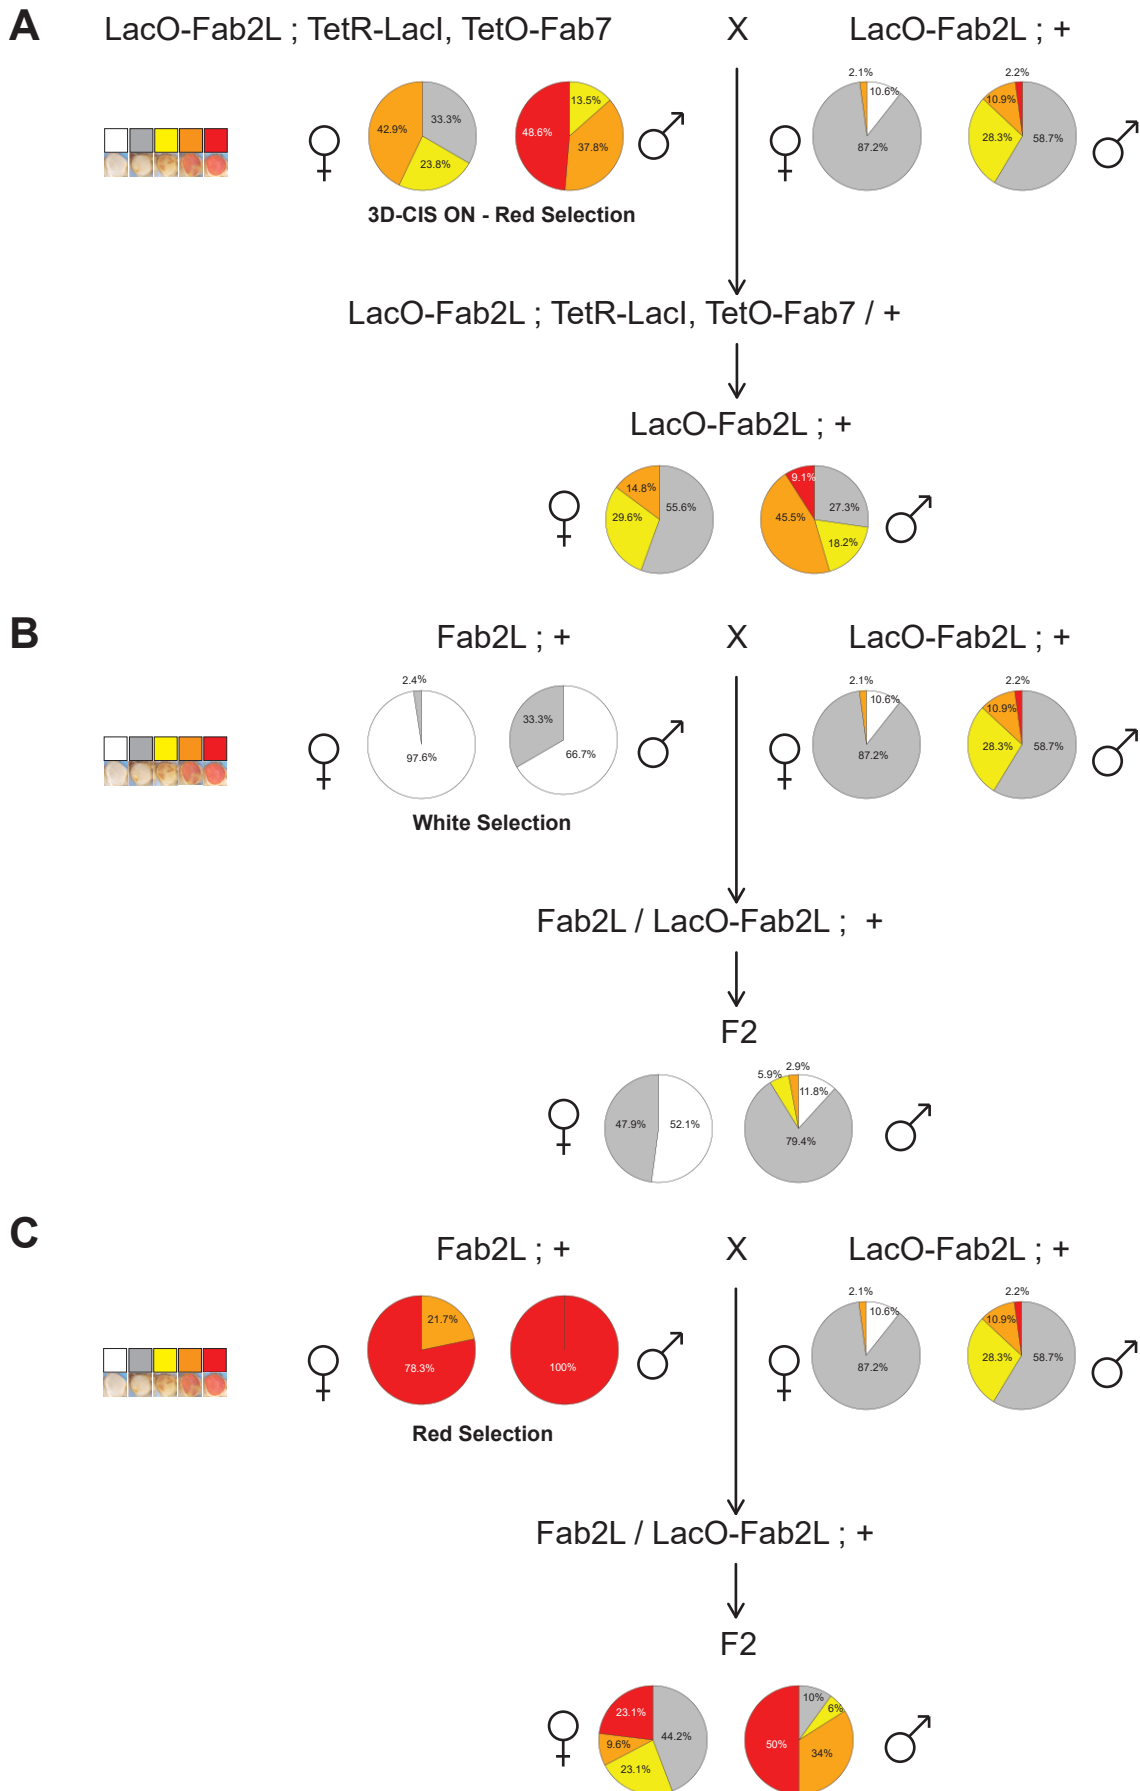 A
LacO-Fab2L ; TetR-LacI, TetO-Fab7 X LacO-Fab2L ; +
42.9% 33.3% 23.8%
48.6% 13.5% 37.8%
2.1% 10.6% 87.2%
2.2% 10.9% 28.3% 58.7%
3D-CIS ON - Red Selection
LacO-Fab2L ; TetR-LacI, TetO-Fab7 / +
LacO-Fab2L ; +
14.8% 29.6% 55.6%
9.1% 45.5% 27.3% 18.2%
B
Fab2L ; + X LacO-Fab2L ; +
2.4% 97.6%
33.3% 66.7%
2.1% 10.6% 87.2%
2.2% 10.9% 28.3% 58.7%
White Selection
Fab2L / LacO-Fab2L ; +
F2
47.9% 52.1%
5.9% 2.9% 11.8% 79.4%
C
Fab2L ; + X LacO-Fab2L ; +
21.7% 78.3%
100%
2.1% 10.6% 87.2%
2.2% 10.9% 28.3% 58.7%
Red Selection
Fab2L / LacO-Fab2L ; +
F2
23.1% 9.6% 23.1% 44.2%
50% 10% 6% 34%